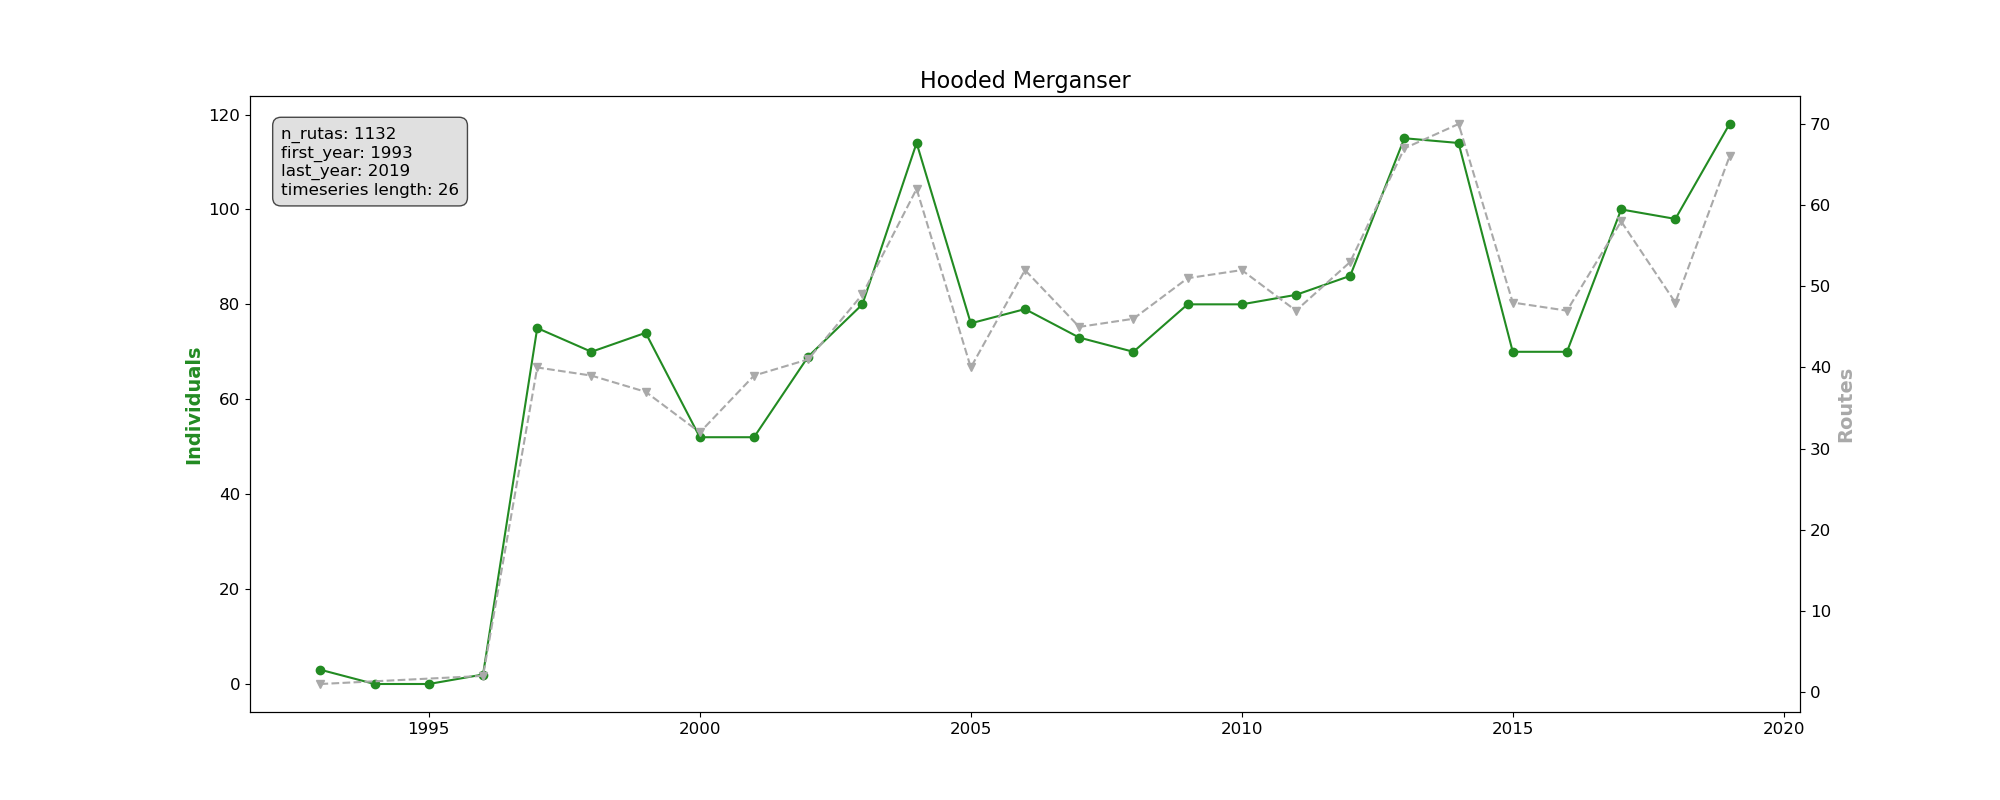 Hooded Merganser
n_rutas: 1132
first_year: 1993
last_year: 2019
timeseries length: 26
Individuals
120
100
80
60
40
20
0
70
60
50
40
30
20
10
0
Routes
1995 2000 2005 2010 2015 2020